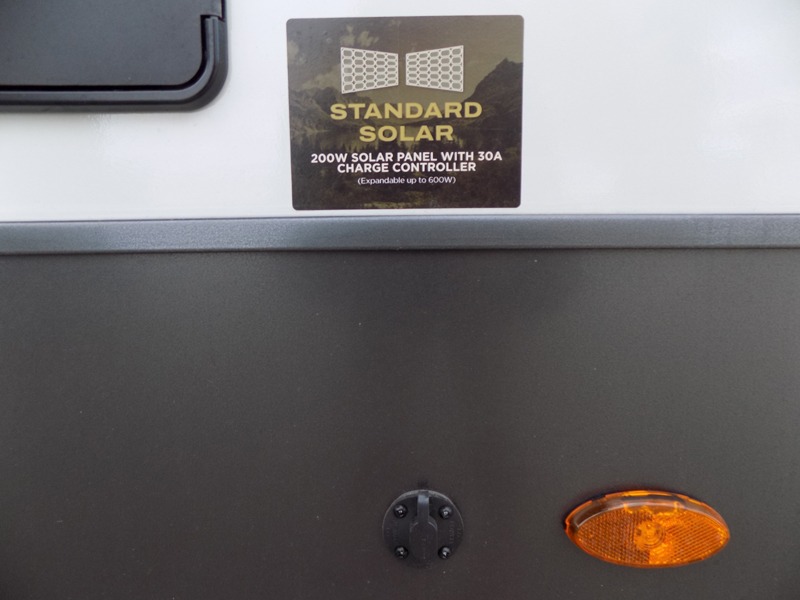 STANDARD
SOLAR
200W SOLAR PANEL WITH 30A
CHARGE CONTROLLER
(Expandable up to 600W)